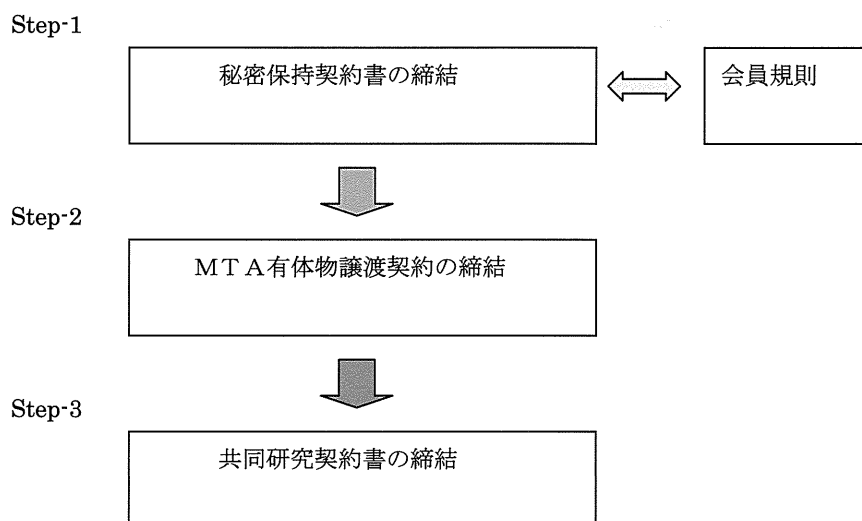 Step-1
秘密保持契約書の締結
会員規則
Step-2
ＭＴＡ有体物譲渡契約の締結
Step-3
共同研究契約書の締結